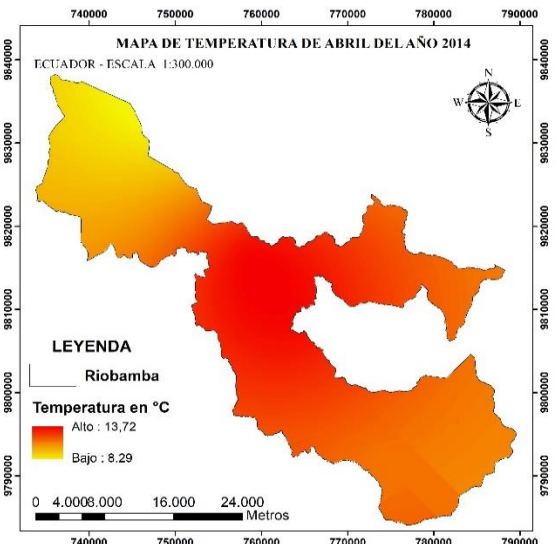 740000 750000 760000 770000 780000 790000
MAPA DE TEMPERATURA DE ABRIL DEL AÑO 2014
ECUADOR - ESCALA 1:300.000
N
W E
S
9840000 9840000
9830000 9830000
9820000 9820000
9810000 9810000
9800000 9800000
9790000 9790000
LEYENDA
Riobamba
Temperatura en °C
Alto : 13,72
Bajo : 8.29
0 4.0008.000 16.000 24.000
Metros
740000 750000 760000 770000 780000 790000